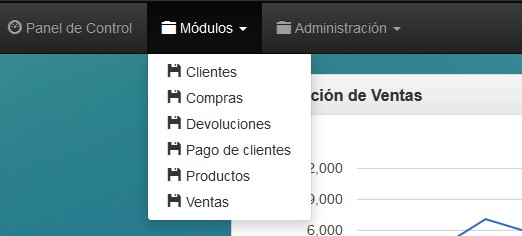 Panel de Control Módulos Administración
Clientes
Compras
ción de Ventas
Devoluciones
Pago de clientes
2,000
Productos
9,000
Ventas
6,000